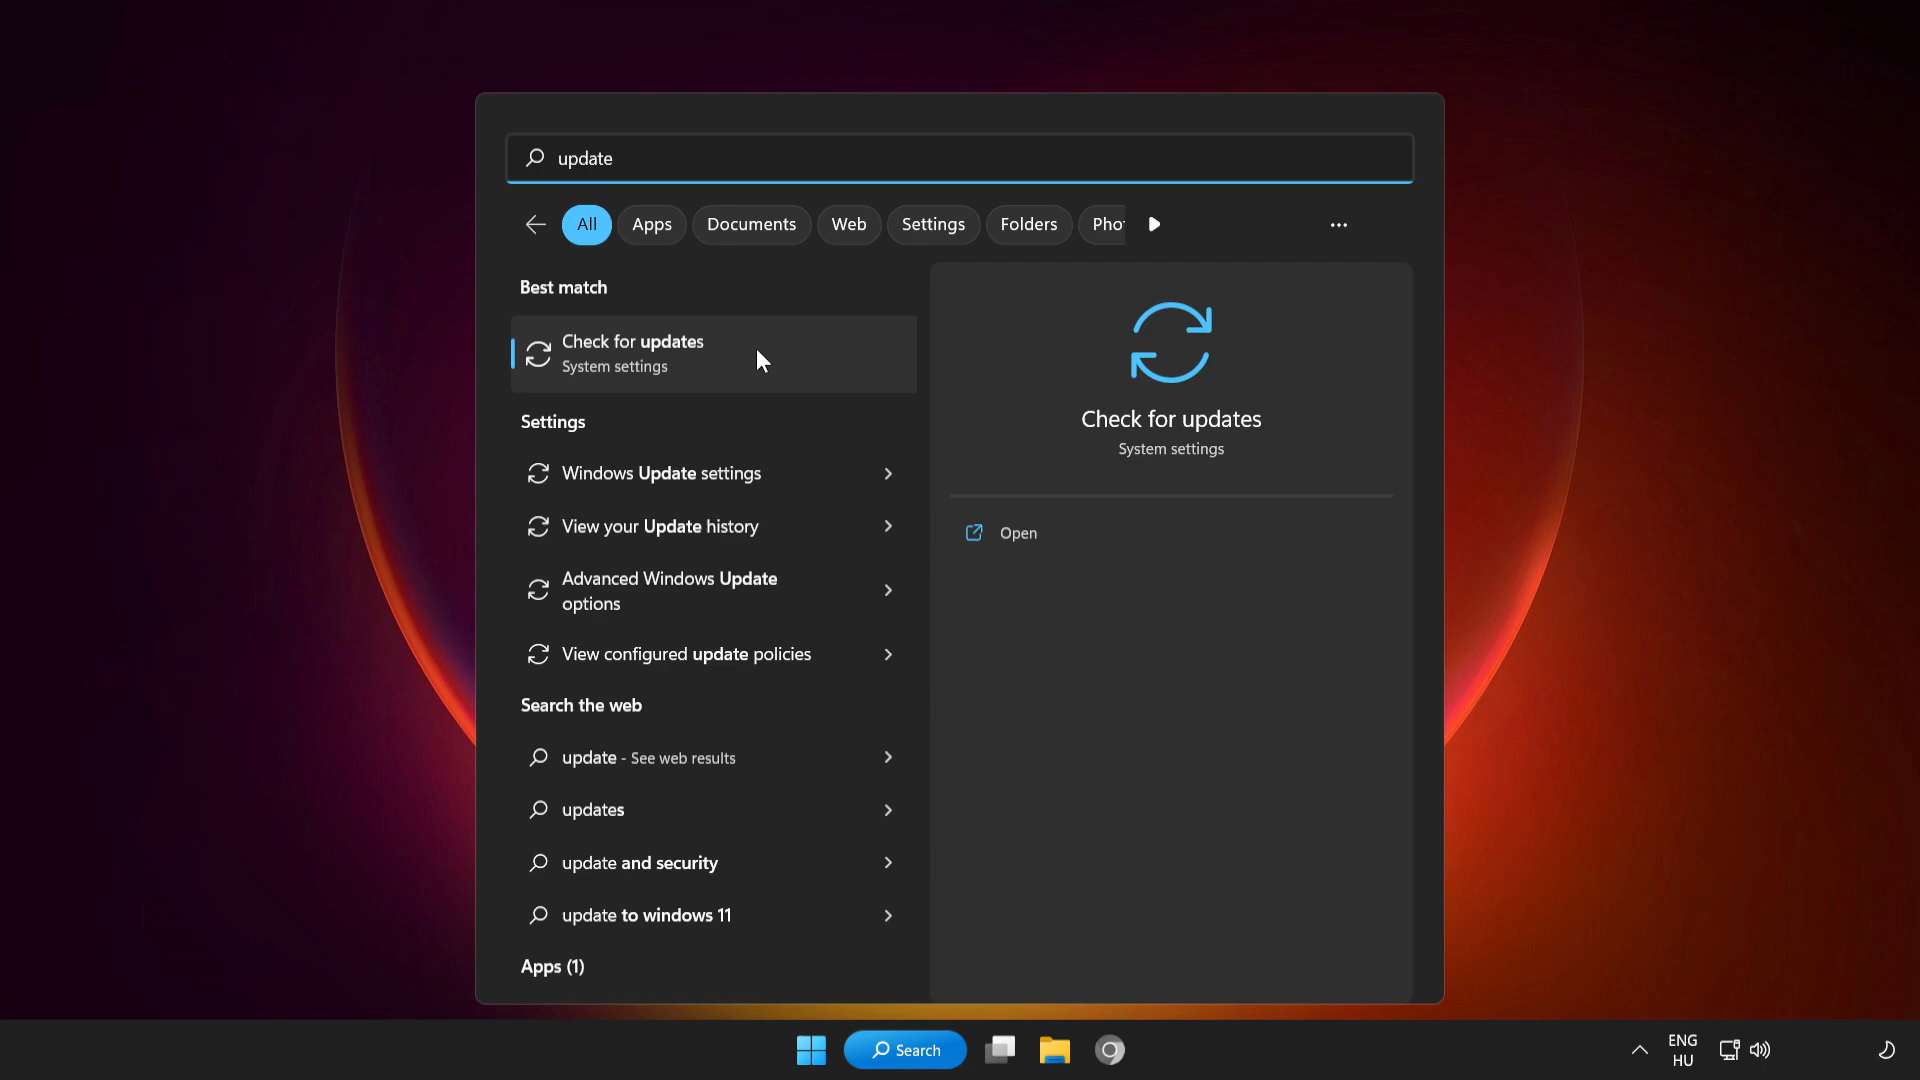 update
All Apps Documents Web Settings Folders Pho
Best match
Check for updates
System settings
Settings
Windows Update settings
View your Update history
Advanced Windows Update
options
View configured update policies
Search the web
update - See web results
updates
update and security
update to windows 11
Apps (1)
Check for updates
System settings
Open
Search
ENG
HU